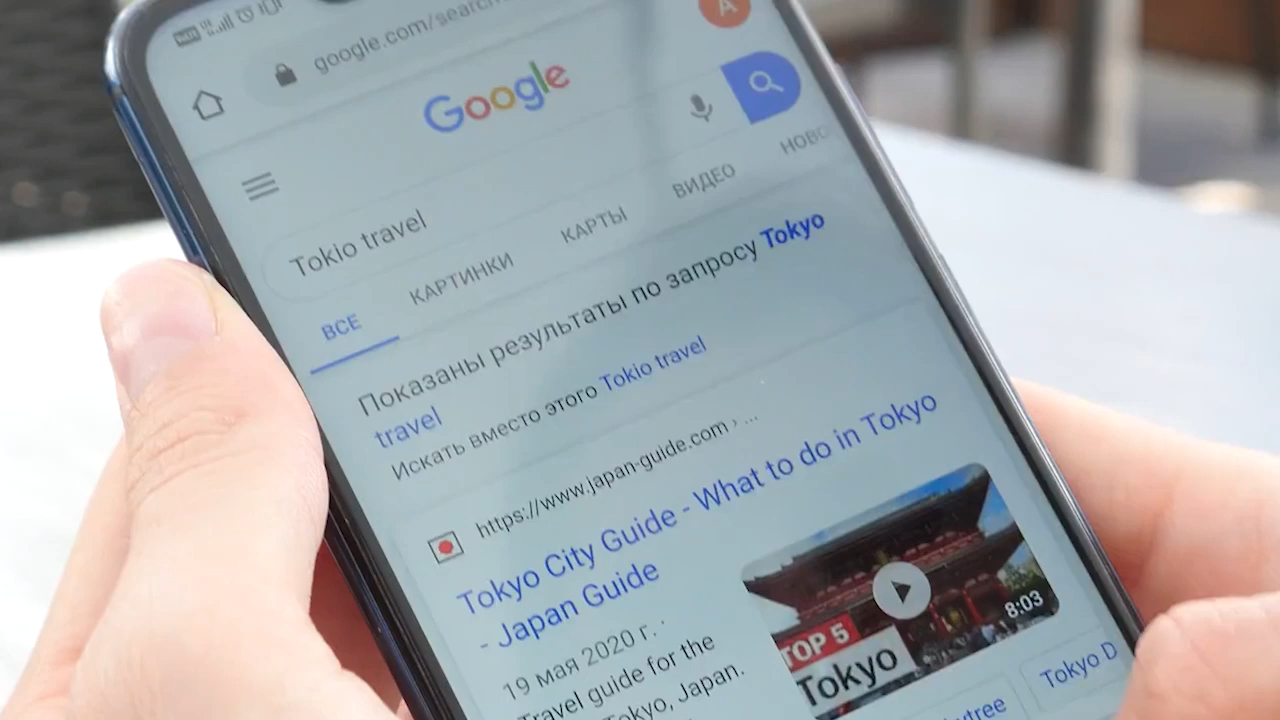 google.com/search
A
Google
Tokio travel
ВСЕ КАРТИНКИ КАРТЫ ВИДЕО НОВО
Показаны результаты по запросу Tokyo
travel
Искать вместо этого Tokio travel
https://www.japan-guide.com › ...
Tokyo City Guide - What to do in Tokyo
- Japan Guide
19 мая 2020 г. ·
Travel guide for the
Tokyo, Japan.
TOP 5
Tokyo
8:03
ytree
Tokyo D